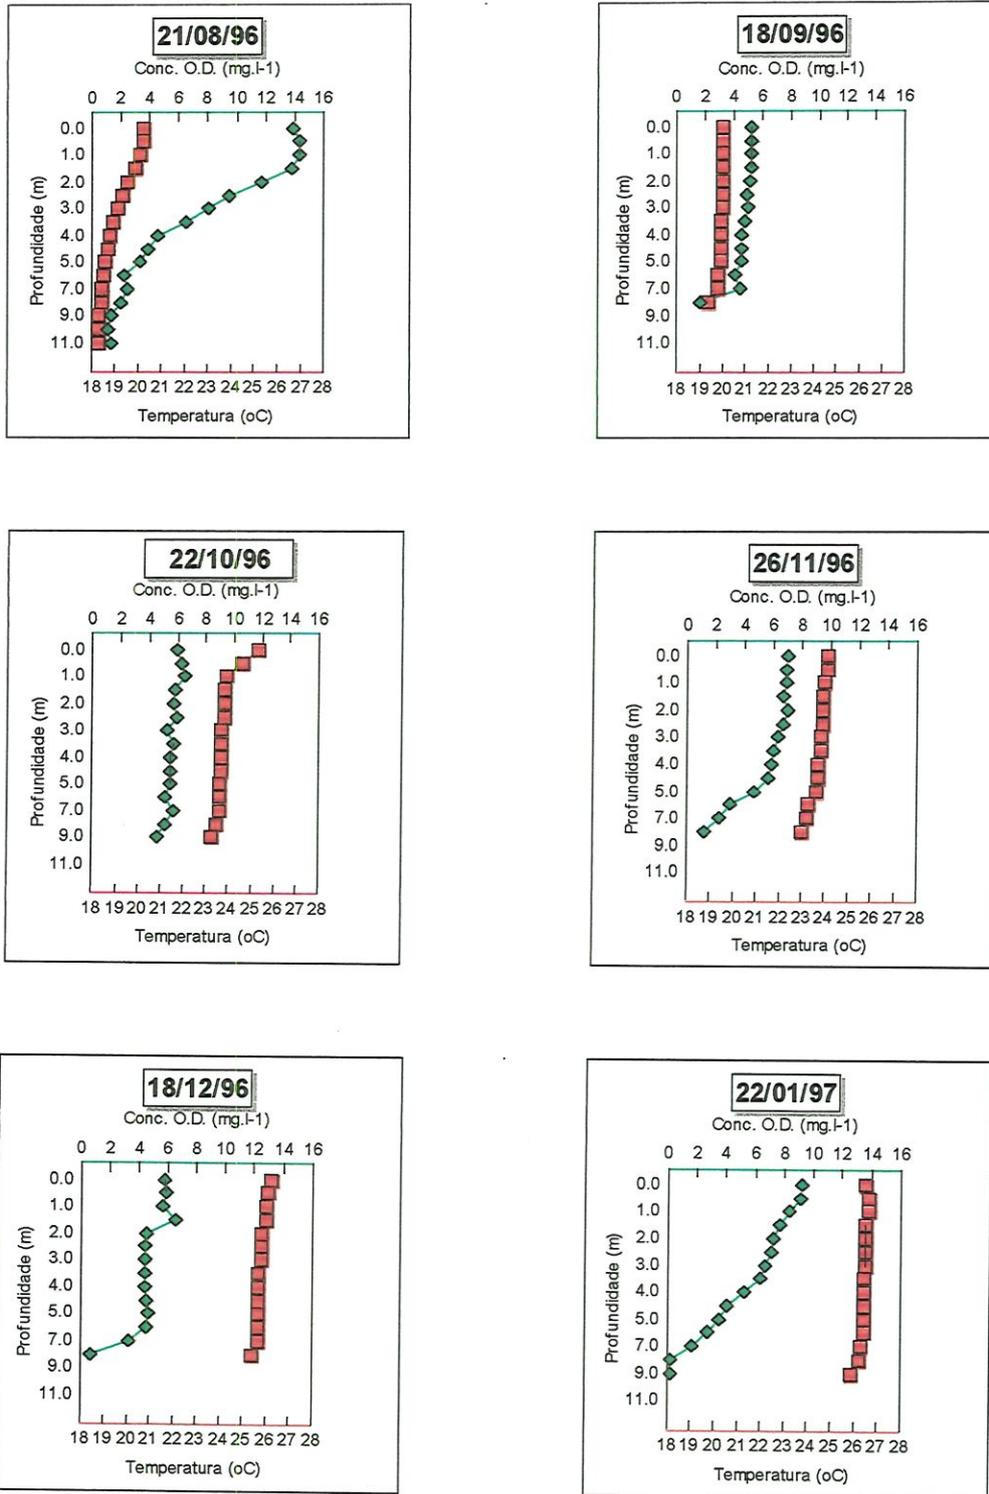 21/08/96
Conc. O.D. (mg.l-1)
0 2 4 6 8 10 12 14 16
0.0
1.0
2.0
3.0
4.0
5.0
7.0
9.0
11.0
Profundidade (m)
18 19 20 21 22 23 24 25 26 27 28
Temperatura (oC)
18/09/96
Conc. O.D. (mg.l-1)
0 2 4 6 8 10 12 14 16
0.0
1.0
2.0
3.0
4.0
5.0
7.0
9.0
11.0
Profundidade (m)
18 19 20 21 22 23 24 25 26 27 28
Temperatura (oC)
22/10/96
Conc. O.D. (mg.l-1)
0 2 4 6 8 10 12 14 16
0.0
1.0
2.0
3.0
4.0
5.0
7.0
9.0
11.0
Profundidade (m)
18 19 20 21 22 23 24 25 26 27 28
Temperatura (oC)
26/11/96
Conc. O.D. (mg.l-1)
0 2 4 6 8 10 12 14 16
0.0
1.0
2.0
3.0
4.0
5.0
7.0
9.0
11.0
Profundidade (m)
18 19 20 21 22 23 24 25 26 27 28
Temperatura (oC)
18/12/96
Conc. O.D. (mg.l-1)
0 2 4 6 8 10 12 14 16
0.0
1.0
2.0
3.0
4.0
5.0
7.0
9.0
11.0
Profundidade (m)
18 19 20 21 22 23 24 25 26 27 28
Temperatura (oC)
22/01/97
Conc. O.D. (mg.l-1)
0 2 4 6 8 10 12 14 16
0.0
1.0
2.0
3.0
4.0
5.0
7.0
9.0
11.0
Profundidade (m)
18 19 20 21 22 23 24 25 26 27 28
Temperatura (oC)